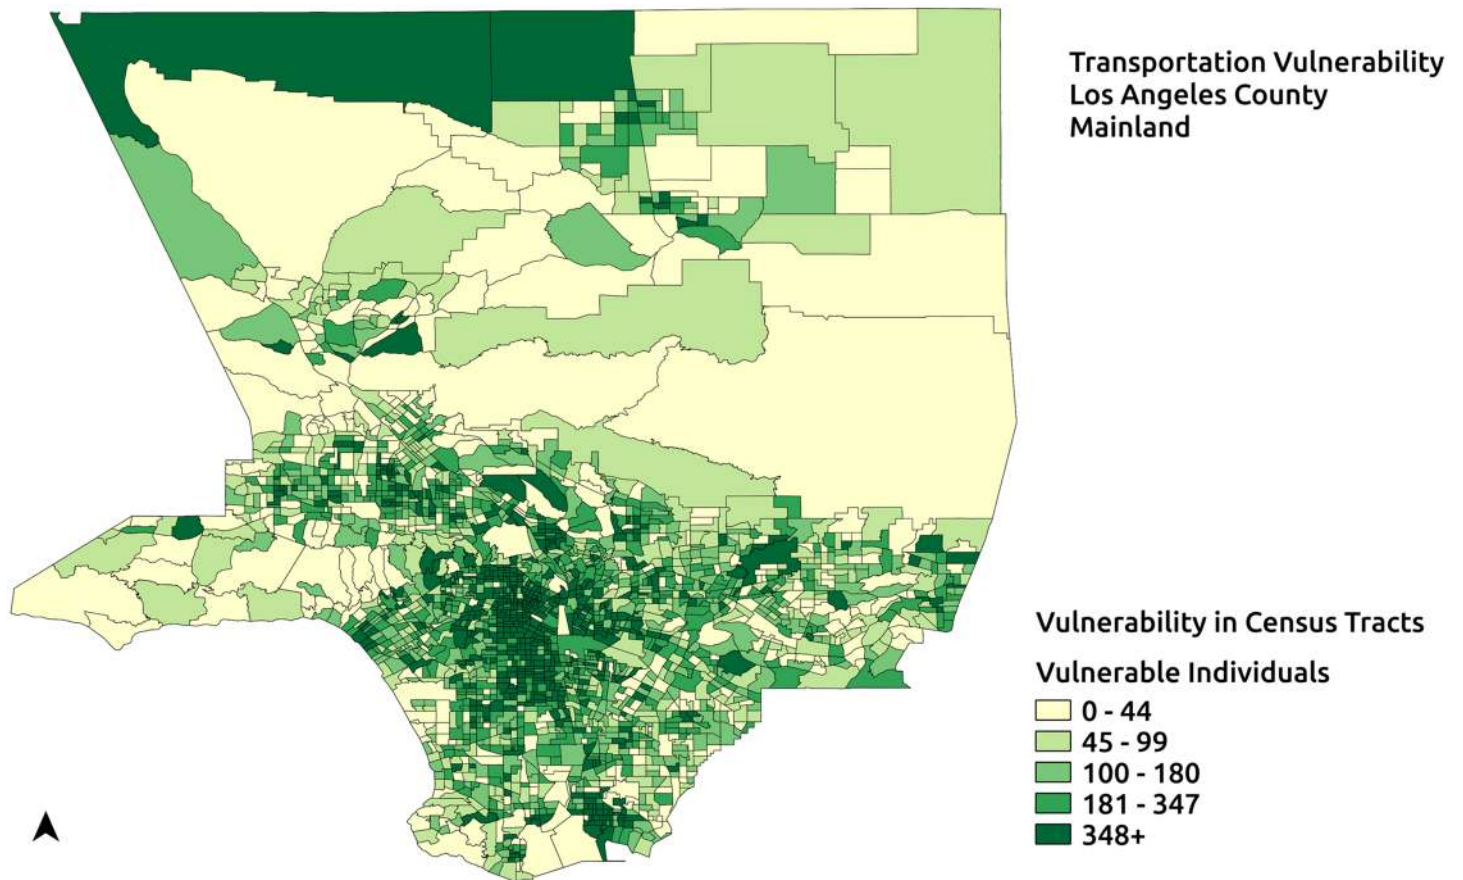 Transportation Vulnerability
Los Angeles County
Mainland
Vulnerability in Census Tracts
Vulnerable Individuals
0 - 44
45 - 99
100 - 180
181 - 347
348+